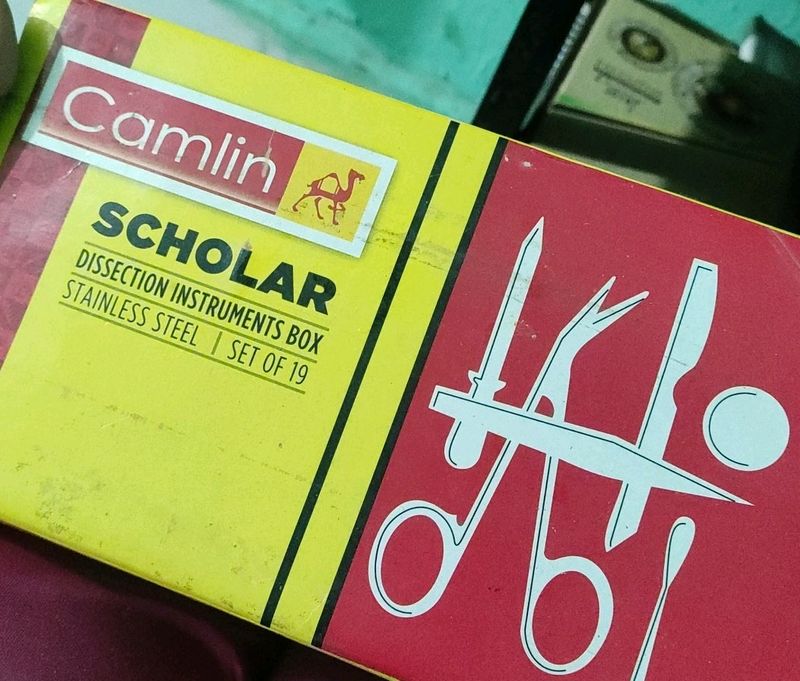 Camlin
SCHOLAR
DISSECTION INSTRUMENTS BOX
STAINLESS STEEL | SET OF 19